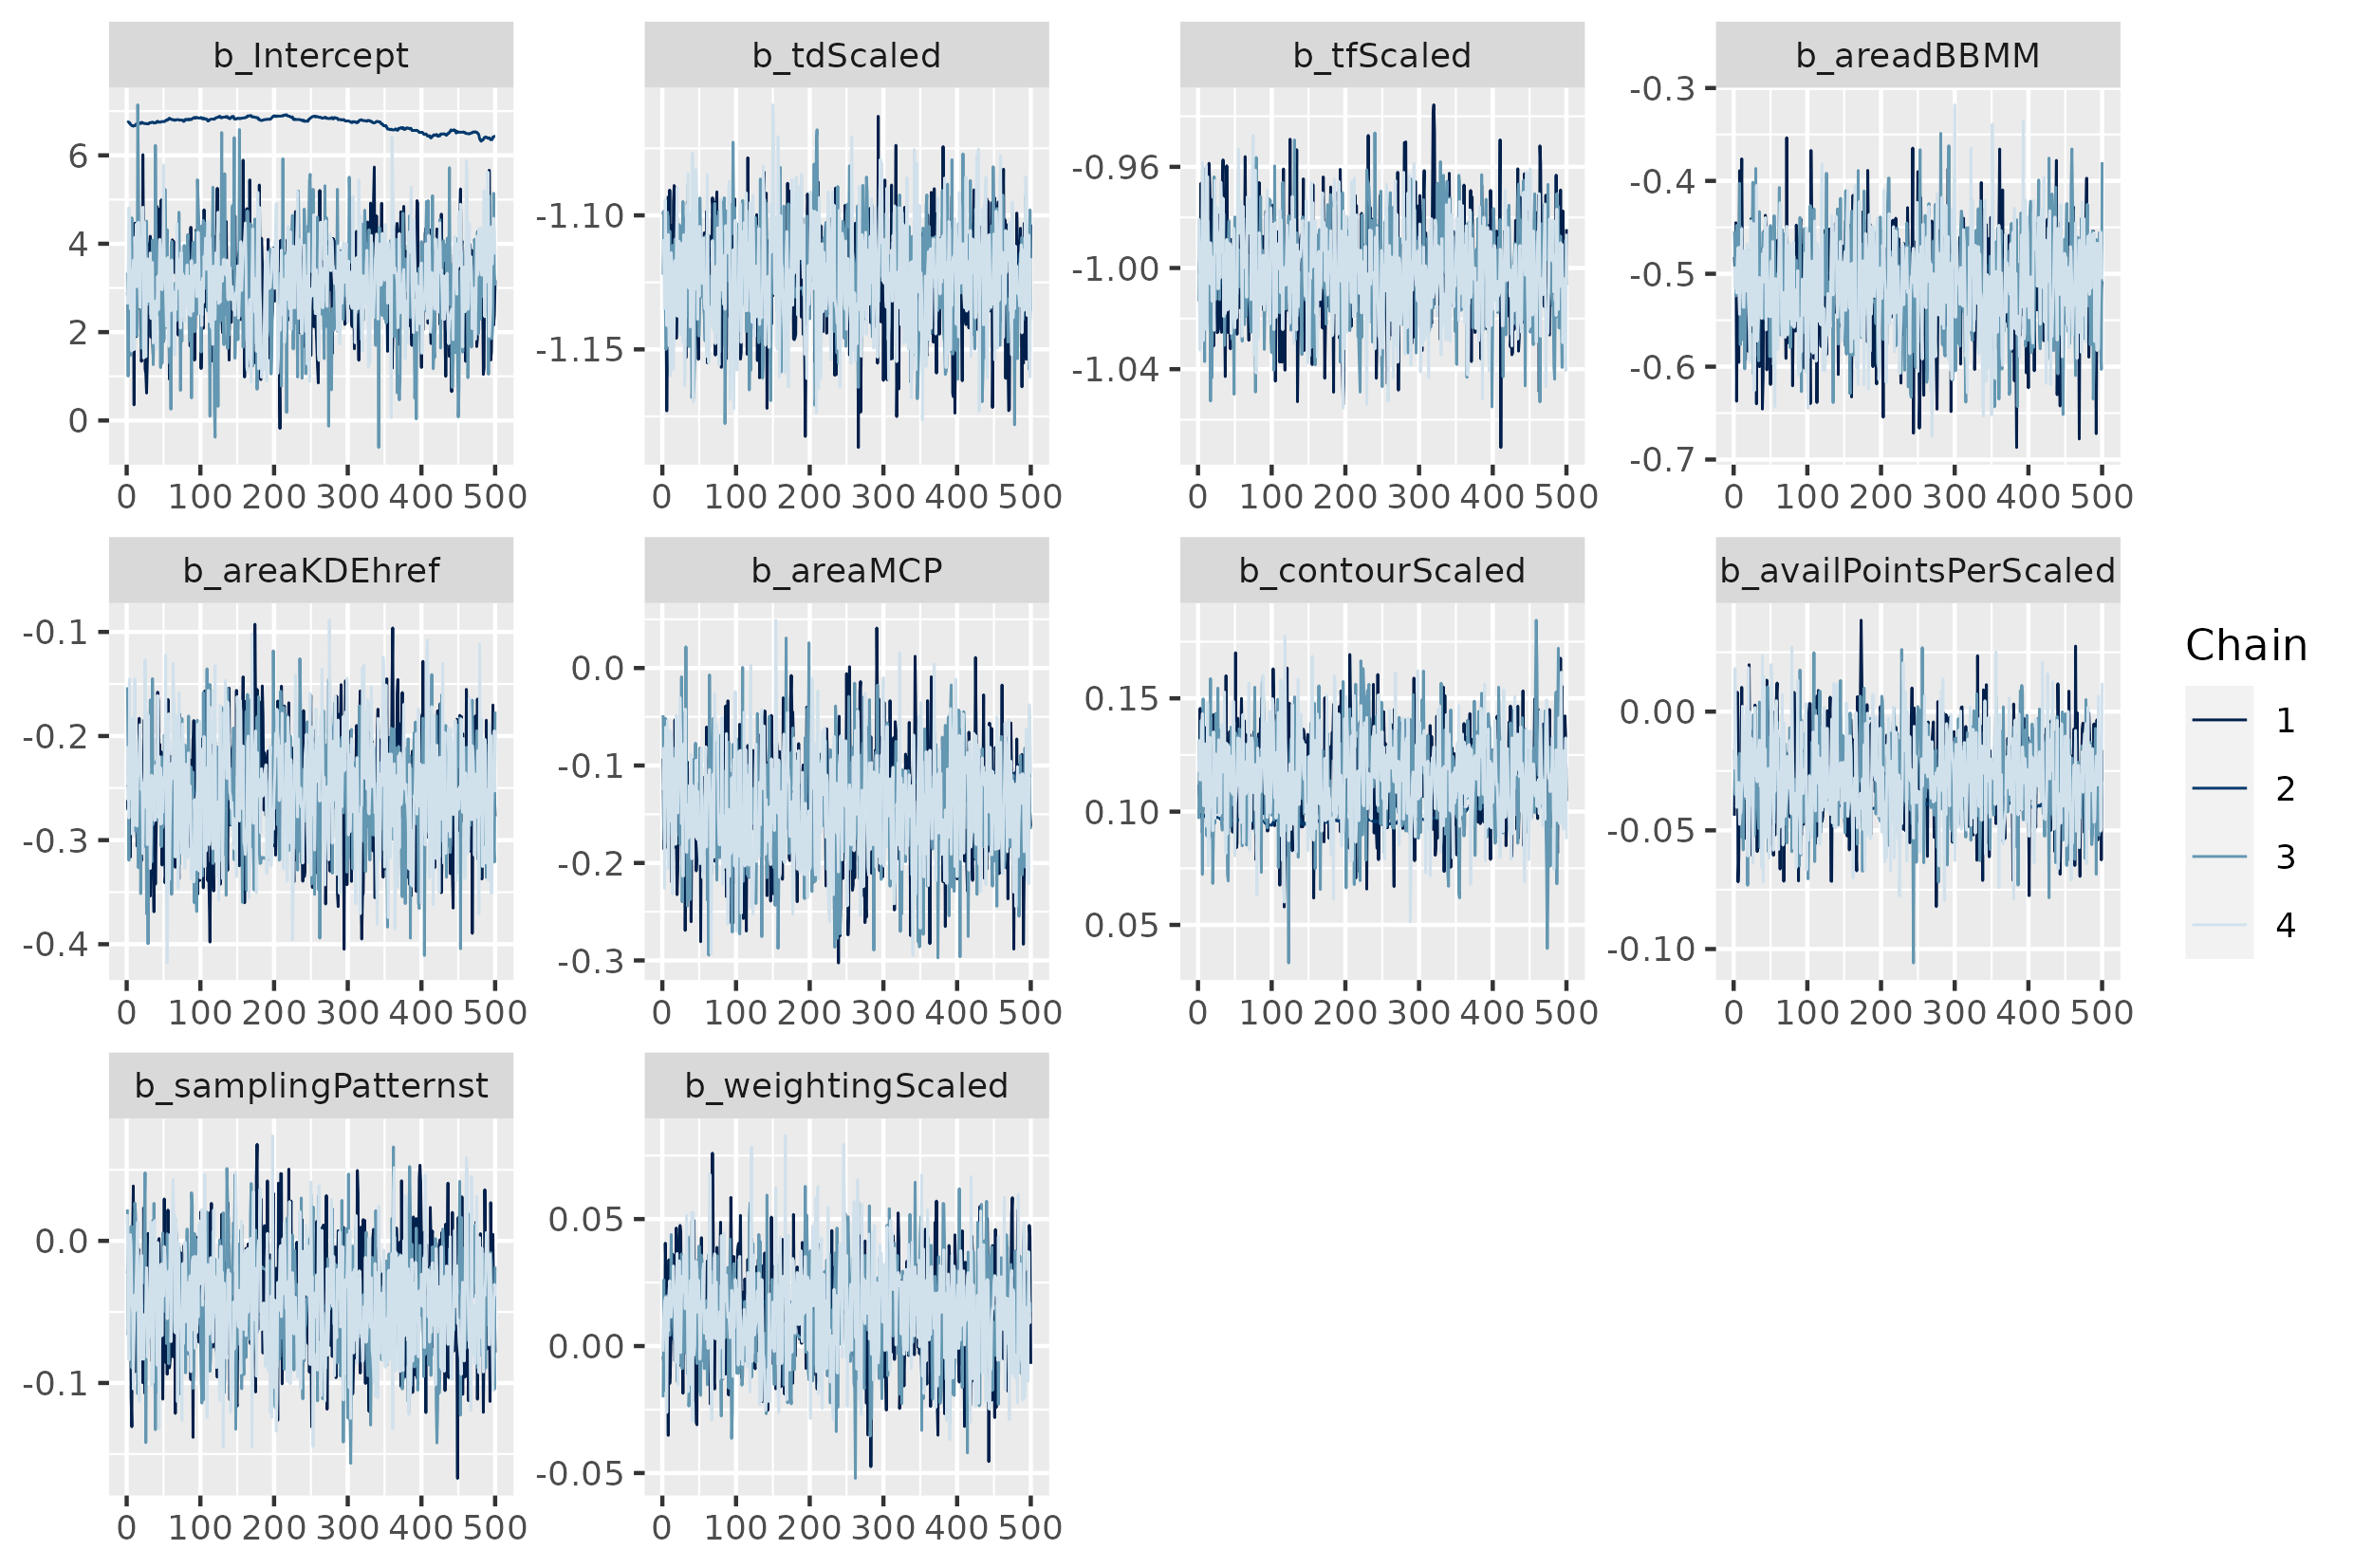 b_Intercept b_tdScaled b_tfScaled b_areadBBMM
6 4 2 0
-1.10 -1.15
-0.96 -1.00 -1.04
-0.3 -0.4 -0.5 -0.6 -0.7
0 100 200 300 400 500 0 100 200 300 400 500 0 100 200 300 400 500 0 100 200 300 400 500
b_areaKDEhref b_areaMCP b_contourScaled b_availPointsPerScaled
-0.1 -0.2 -0.3 -0.4
0.0 -0.1 -0.2 -0.3
0.15 0.10 0.05
0.00 -0.05 -0.10
0 100 200 300 400 500 0 100 200 300 400 500 0 100 200 300 400 500 0 100 200 300 400 500
b_samplingPatternst b_weightingScaled
0.0 -0.1
0.05 0.00 -0.05
0 100 200 300 400 500 0 100 200 300 400 500
Chain
1
2
3
4